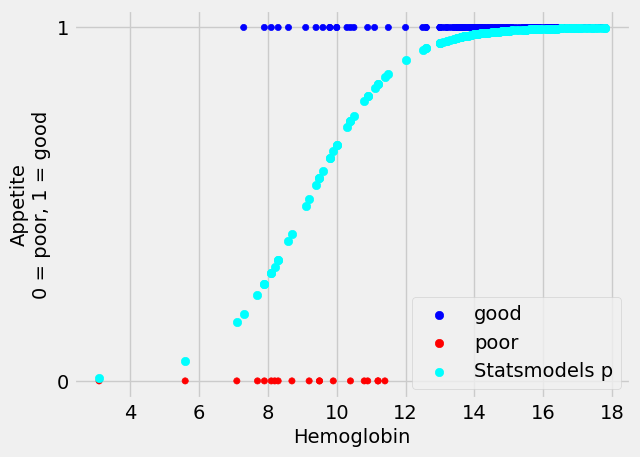 1
0
Appetite
0 = poor, 1 = good
4
6
8
10
12
14
16
18
Hemoglobin
good
poor
Statsmodels p